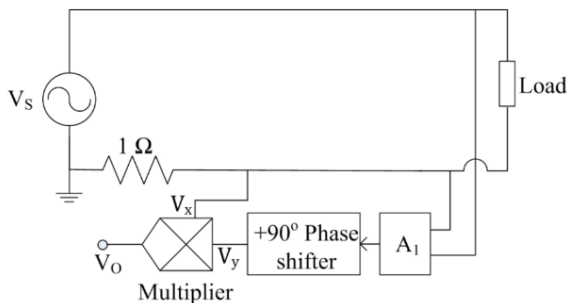 Load
V_S
1 Ω
V_x
+90° Phase
shifter
A_1
V_y
V_O
Multiplier